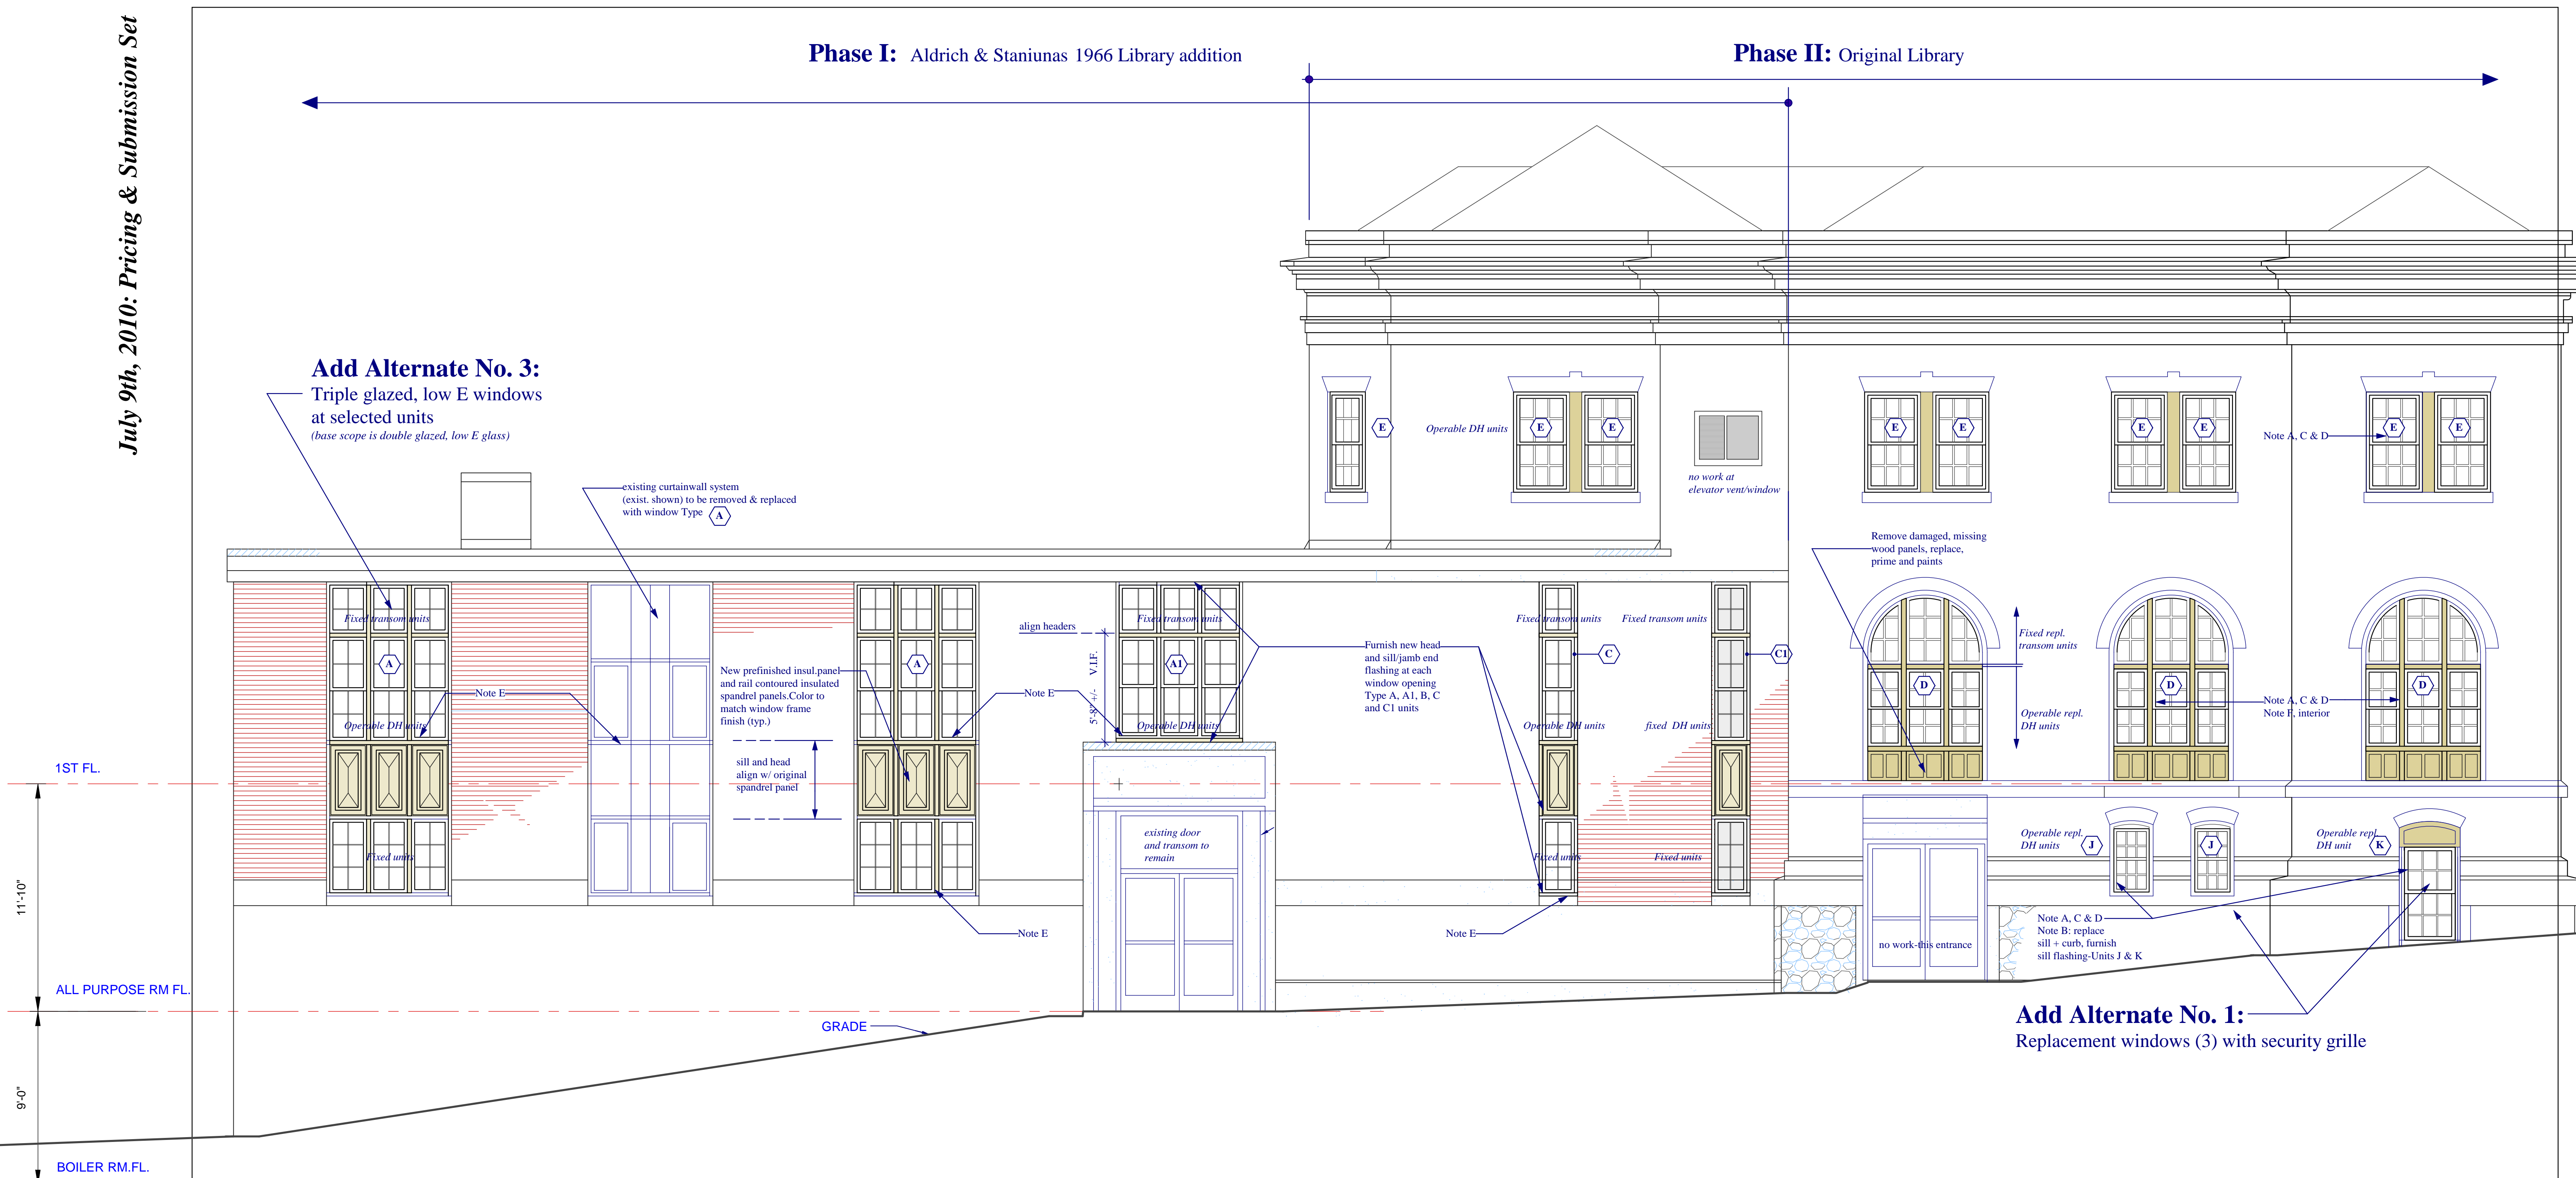 July 9th, 2010: Pricing & Submission Set
Phase I: Aldrich & Staniunas 1966 Library addition
Phase II: Original Library
Add Alternate No. 3:
Triple glazed, low E windows
at selected units
(base scope is double glazed, low E glass)
existing curtainwall system
(exist. shown) to be removed & replaced
with window Type A
E
Operable DH units
E
E
no work at
elevator vent/window
E
E
E
E
Note A, C & D
E
E
Remove damaged, missing
wood panels, replace,
prime and paints
Fixed transom units
A
Note E
Operable DH units
Fixed units
New prefinished insul.panel
and rail contoured insulated
spandrel panels.Color to
match window frame
finish (typ.)
sill and head
align w/ original
spandrel panel
A
Note E
Note E
align headers
5'-8" +/- V.I.F.
Fixed transom units
A1
Operable DH units
existing door
and transom to
remain
Furnish new head
and sill/jamb end
flashing at each
window opening
Type A, A1, B, C
and C1 units
Fixed transom units
C
Operable DH units
Fixed units
Note E
Fixed transom units
C1
fixed DH units
Fixed units
D
Fixed repl.
transom units
Operable repl.
DH units
D
Note A, C & D
Note F, interior
D
Operable repl.
DH units
J
J
Operable repl.
DH unit
K
no work-this entrance
Note A, C & D
Note B: replace
sill + curb, furnish
sill flashing-Units J & K
Add Alternate No. 1:
Replacement windows (3) with security grille
1ST FL.
11'-10"
ALL PURPOSE RM FL.
9'-0"
BOILER RM.FL.
GRADE